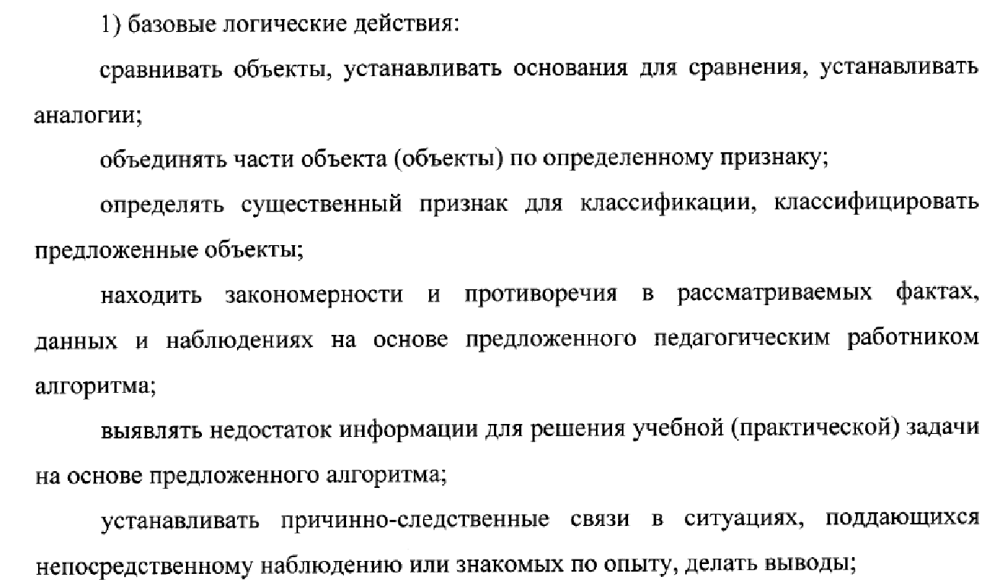 1) базовые логические действия:
сравнивать объекты, устанавливать основания для сравнения, устанавливать
аналогии;
объединять части объекта (объекты) по определенному признаку;
определять существенный признак для классификации, классифицировать
предложенные объекты;
находить закономерности и противоречия в рассматриваемых фактах,
данных и наблюдениях на основе предложенного педагогическим работником
алгоритма;
выявлять недостаток информации для решения учебной (практической) задачи
на основе предложенного алгоритма;
устанавливать причинно-следственные связи в ситуациях, поддающихся
непосредственному наблюдению или знакомых по опыту, делать выводы;